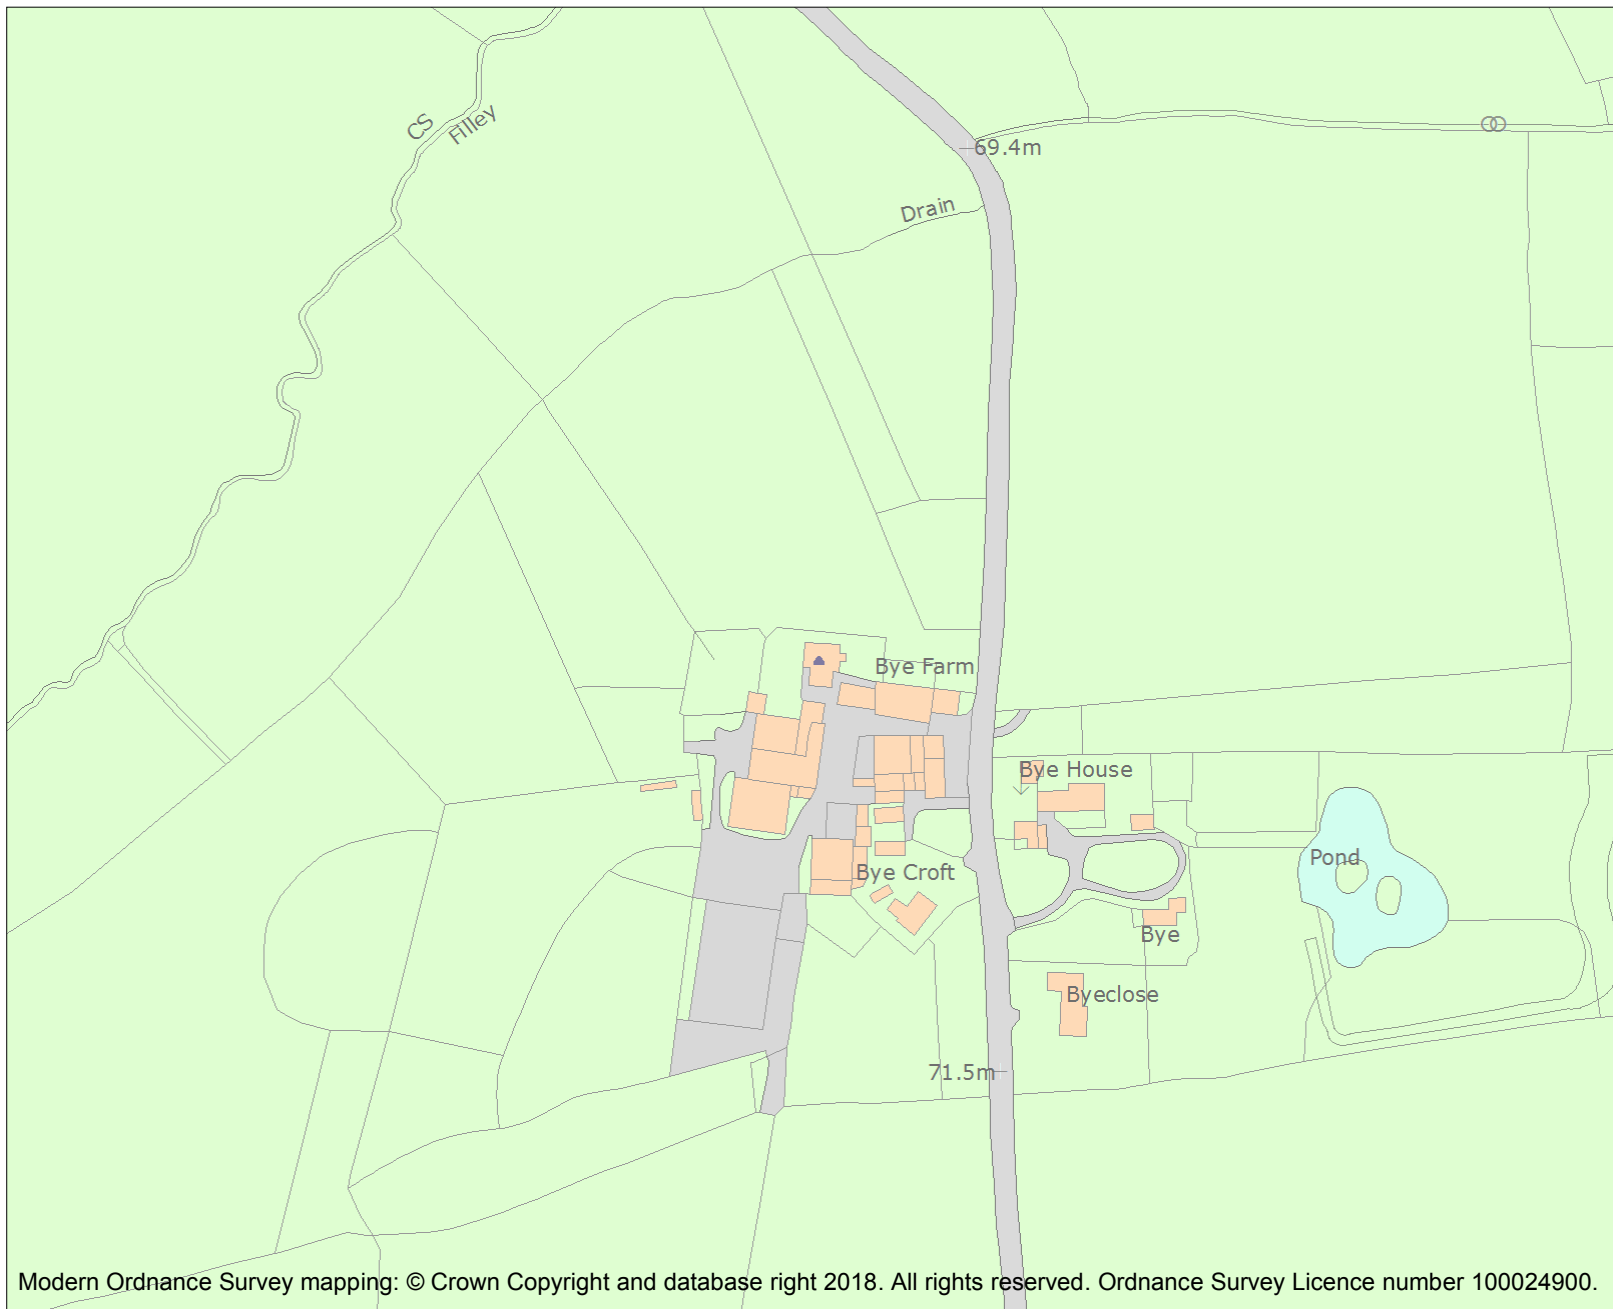 CS
Filley
69.4m
Drain
Bye Farm
Bye House
Pond
Bye Croft
Bye
Byeclose
71.5m
Modern Ordnance Survey mapping: © Crown Copyright and database right 2018. All rights reserved. Ordnance Survey Licence number 100024900.